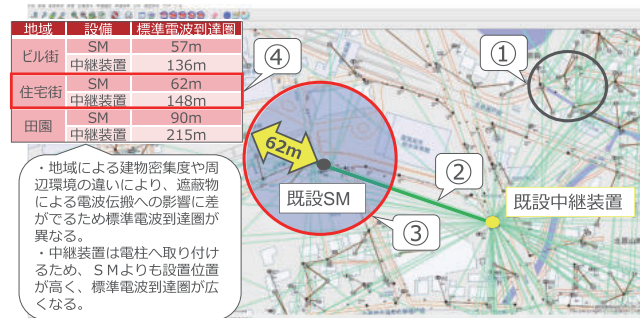 地域 設備 標準電波到達圏
ビル街 SM 57m
中継装置 136m
住宅街 SM 62m
中継装置 148m
田園 SM 90m
中継装置 215m
④
①
62m
②
既設SM
既設中継装置
③
・地域による建物密集度や周
辺環境の違いにより、遮蔽物
による電波伝搬への影響に差
がでるため標準電波到達圏が
異なる。
・中継装置は電柱へ取り付け
るため、ＳＭよりも設置位置
が高く、標準電波到達圏が広
くなる。